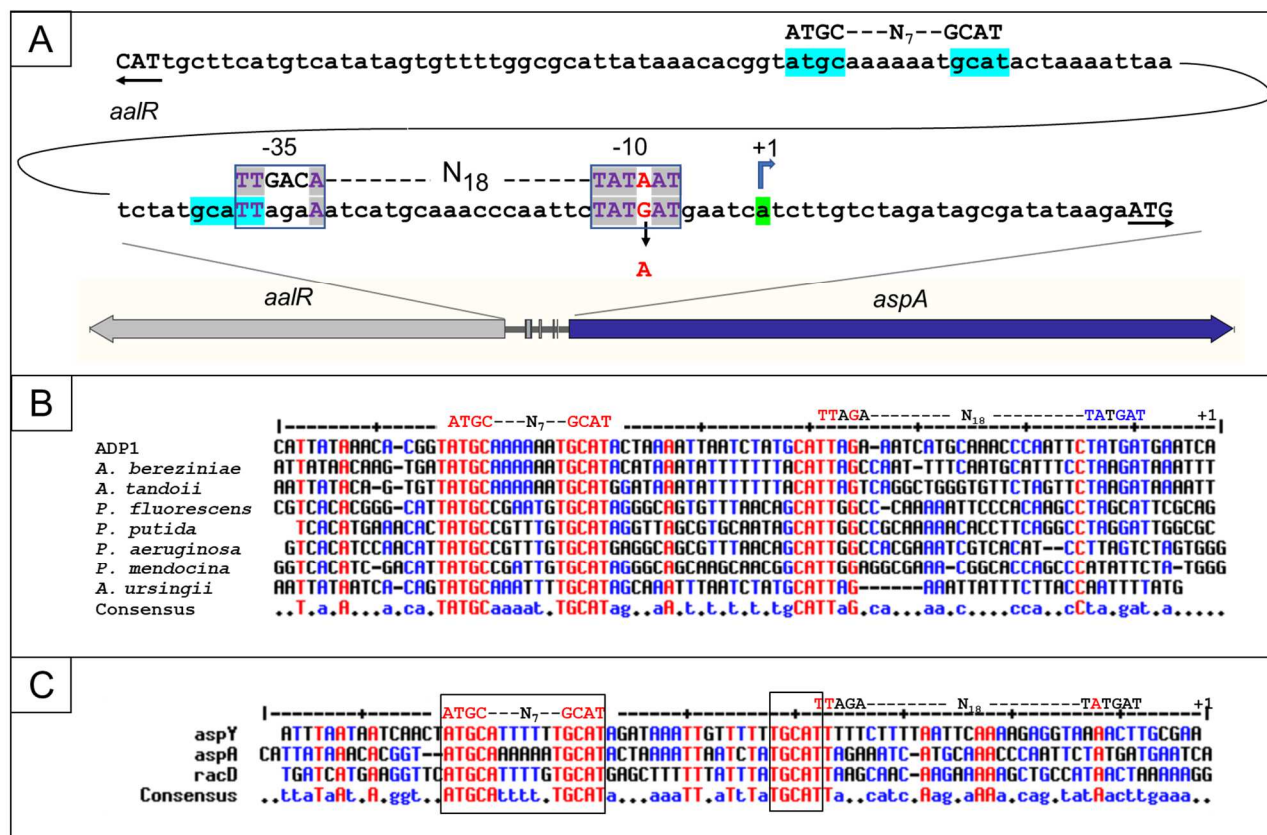 A
ATGC---N7--GCAT
CATtgcttcatgtcatatagtgttttggcgcattataaacacggtatgcaaaaaatgcatactaaaattaa
aalR
-35 -10 +1
TTGACA--------- N18 -------TATAAT
tctatgcaTTagaAatcatgcaaacccaattcTATGATgaatcatcttgtctagatagcgatataagaATG
A
aalR aspA
B
ATGC---N7--GCAT TTAGA--------- N18 ----------TATGAT +1
ADP1 CATTATAAACA-CGGTATGCAAAAAATGCATACTAAAATTAATCTATGCATTAGA-AATCATGCAAACCCAATTCTATGATGAATCA
A. bereziniae ATTATAACAAG-TGATATGCAAAAAATGCATACATAAATATTTTTTTACATTAGCCAAT-TTTCAATGCATTTCCTAAGATAAATTT
A. tandoii AATTATACA-G-TGTTATGCAAAAAATGCATGGATAAATATTTTTTTACATTAGTCAGGCTGGGTGTTCTAGTTCTAAGATAAAATT
P. fluorescens CGTCACACGGG-CATTATGCCGAATGTGCATAGGGCAGTGTTTAACAGCATTGGCC-CAAAAATTCCCACAAGCCTAGCATTCGCAG
P. putida TCACATGAAACACTATGCCGTTTGTGCATAGGTTAGCGTGCAATAGCATTGGCCGCAAAAACACCTTCAGGCCTAGGATTGGCGC
P. aeruginosa GTCACATCCAACATTATGCCGTTTGTGCATGAGGCAGCGTTTAACAGCATTGGCCACGAAATCGTCACAT--CCTTAGTCTAGTGGG
P. mendocina GGTCACATC-GACATTATGCCGATTGTGCATAGGGCAGCAAGCAACGGCATTGGAGGCGAAA-CGGCACCAGCCCATATTCTA-TGGG
A. ursingii AATTATAATCA-CAGTATGCAAATTTTGCATAGCAAATTTAATCTATGCATTAG------AAATTATTTCTTACCAATTTTATG
Consensus ..T.a.A...a.ca.TATGCAaaat.TGCATag..aA.t.t.t.tgCATTaG.ca...aa.c....cca..cCta.gat.a.....
C
ATGC----N7--GCAT TTAGA--------- N18 ----------TATGAT +1
aspY ATTTAATAATCAACTATGCATTTTTTGCATAGATAAATTGTTTTTTGCATTTTTCTTTTAATTCAAAAGAGGTAAAACTTGCGAA
aspA CATTATAAACACGGT--ATGCAAAAAATGCATACTAAAATTAATCTATGCATTAGAAATC-ATGCAAACCCAATTCTATGATGAATCA
racD TGATCATGAAGGTTCATGCATTTTGTGCATGAGCTTTTTTATTTATGCATTAAGCAAC-AAGAAAAAGCTGCCATAACTAAAAAGG
Consensus ..ttaTaAt.A.ggt..ATGCAtttt.TGCATa...aaaTT.aTtTaTGCATTa..catc.Aag.aAAa.cag.tatAacttgaaa..